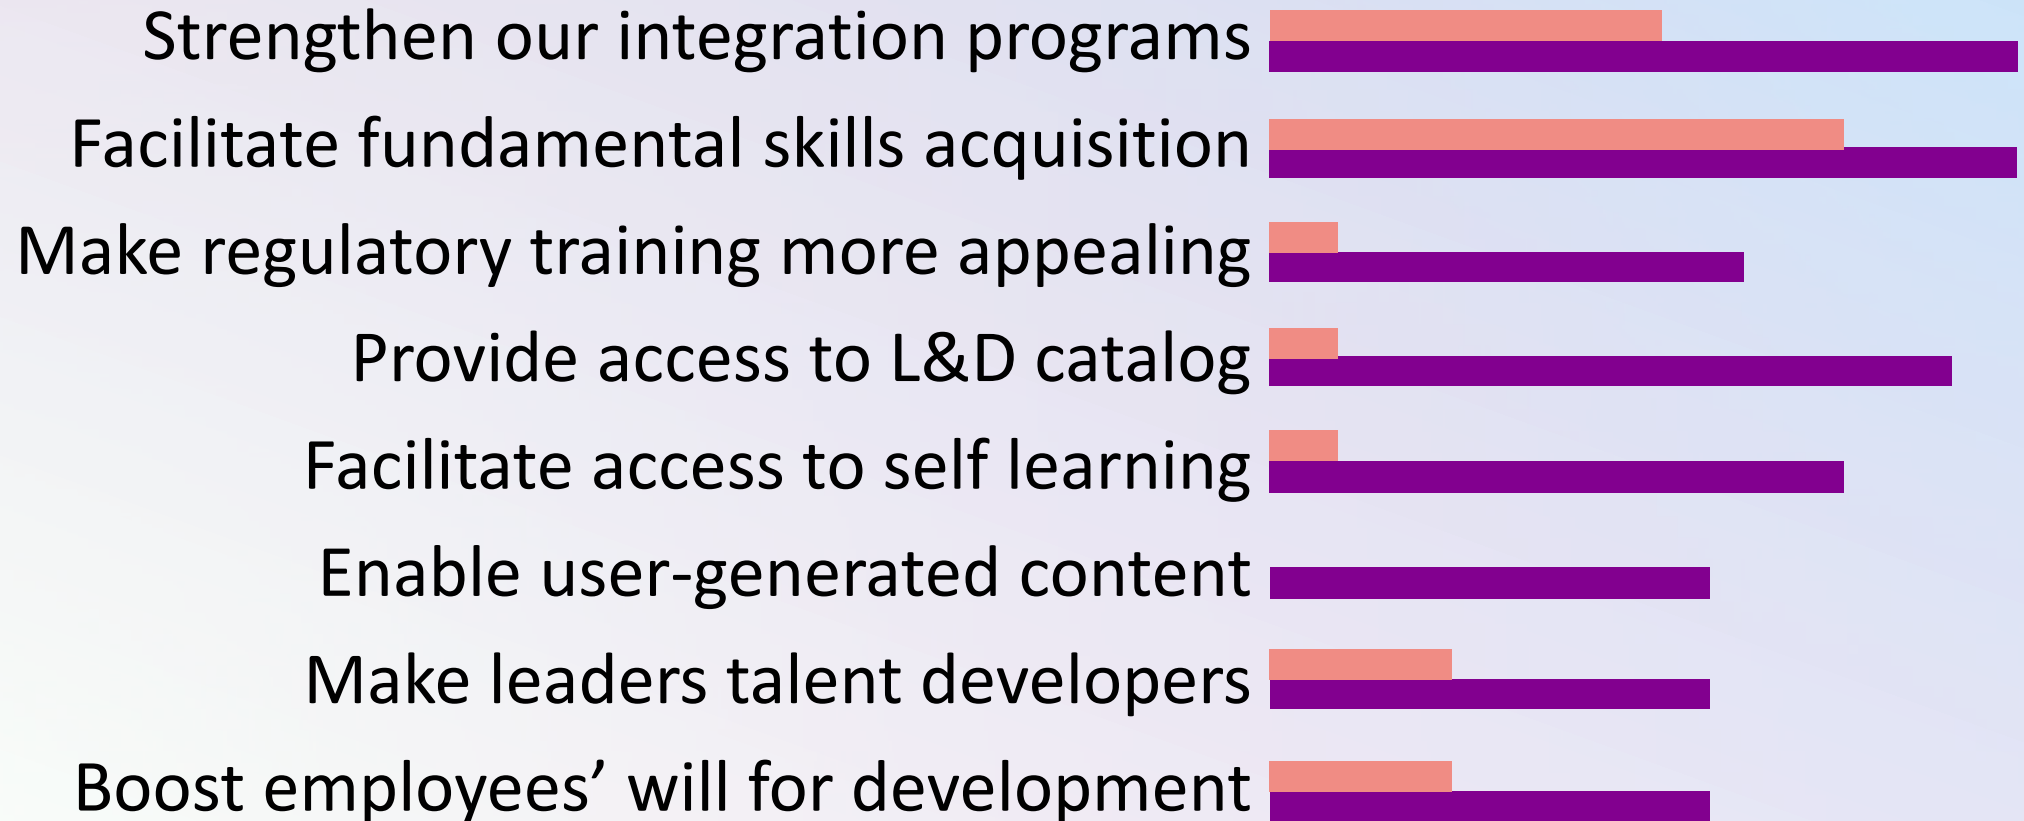 Strengthen our integration programs
Facilitate fundamental skills acquisition
Make regulatory training more appealing
Provide access to L&D catalog
Facilitate access to self learning
Enable user-generated content
Make leaders talent developers
Boost employees’ will for development